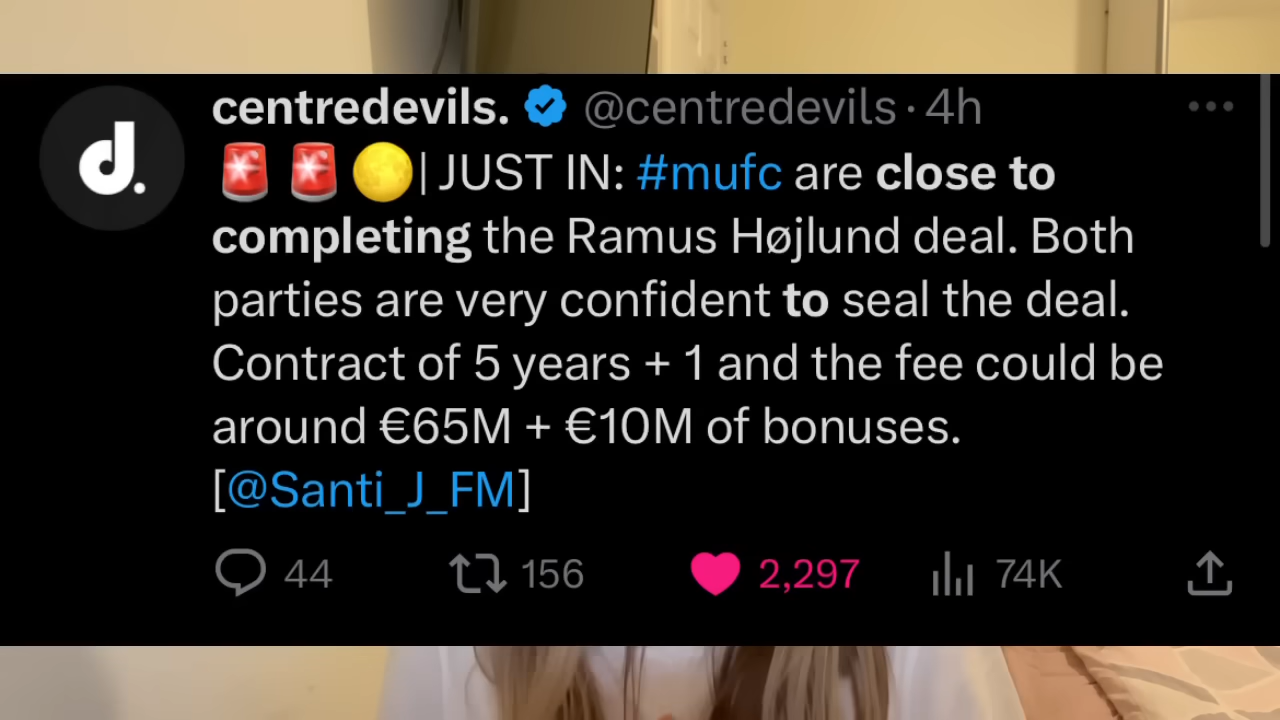 d.
centredevils. @centredevils · 4h
🚨🚨🌕| JUST IN: #mufc are close to
completing the Ramus Højlund deal. Both
parties are very confident to seal the deal.
Contract of 5 years + 1 and the fee could be
around €65M + €10M of bonuses.
[@Santi_J_FM]
44 156 2,297 74K